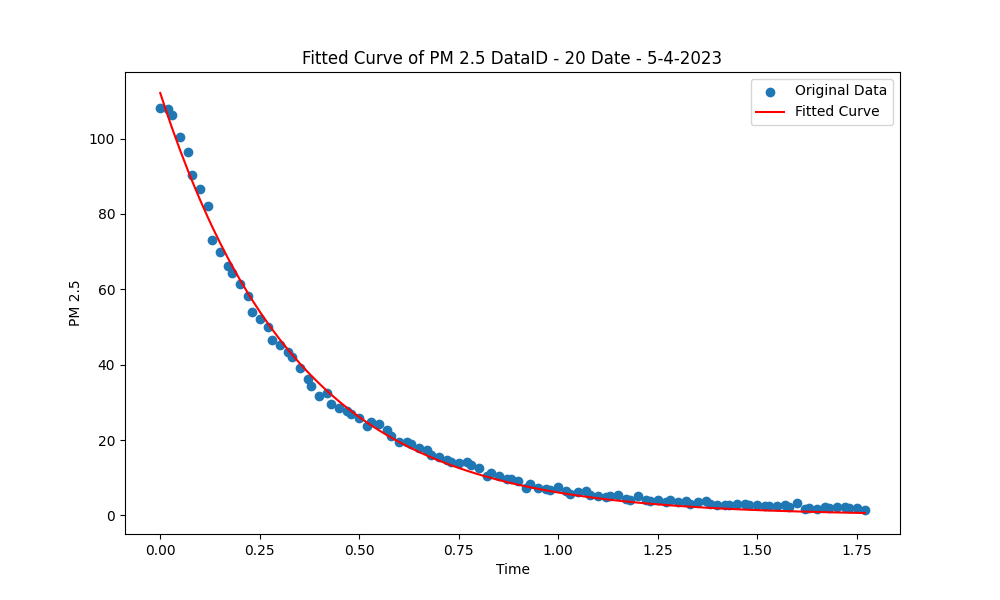 Fitted Curve of PM 2.5 DataID - 20 Date - 5-4-2023
Original Data
Fitted Curve
PM 2.5
100
80
60
40
20
0
0.00 0.25 0.50 0.75 1.00 1.25 1.50 1.75
Time